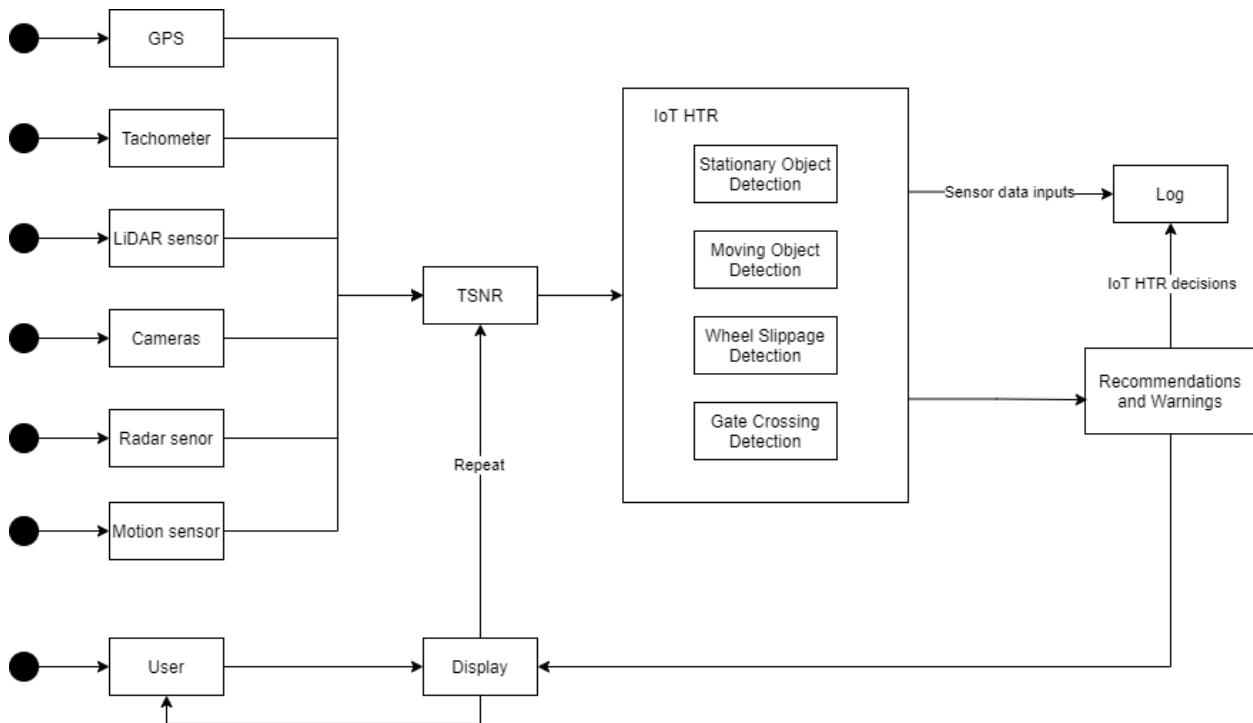 GPS
Tachometer
LiDAR sensor
Cameras
Radar senor
Motion sensor
User
TSNR
Repeat
Display
IoT HTR
Stationary Object
Detection
Moving Object
Detection
Wheel Slippage
Detection
Gate Crossing
Detection
Sensor data inputs
Log
IoT HTR decisions
Recommendations
and Warnings